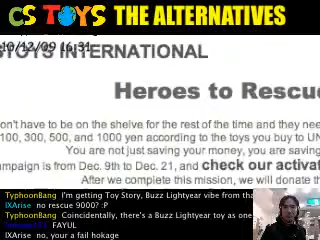 CS TOYS THE ALTERNATIVES
10/12/09 16:31
STOYS INTERNATIONAL
Heroes to Rescue
on't have to be on the shelve for the rest of the time and they nee
100, 300, 500, and 1000 yen according to the toys you buy to UN
You are not just saving your money, you are saving
ampaign is from Dec. 9th to Dec. 21, and check our activat
After we complete this mission, we will donate th
TyphoonBang I'm getting Toy Story, Buzz Lightyear vibe from tha
IXArise no rescue 9000? :P
TyphoonBang Coincidentally, there's a Buzz Lightyear toy as one
FAYUL
IXArise no, your a fail hokage